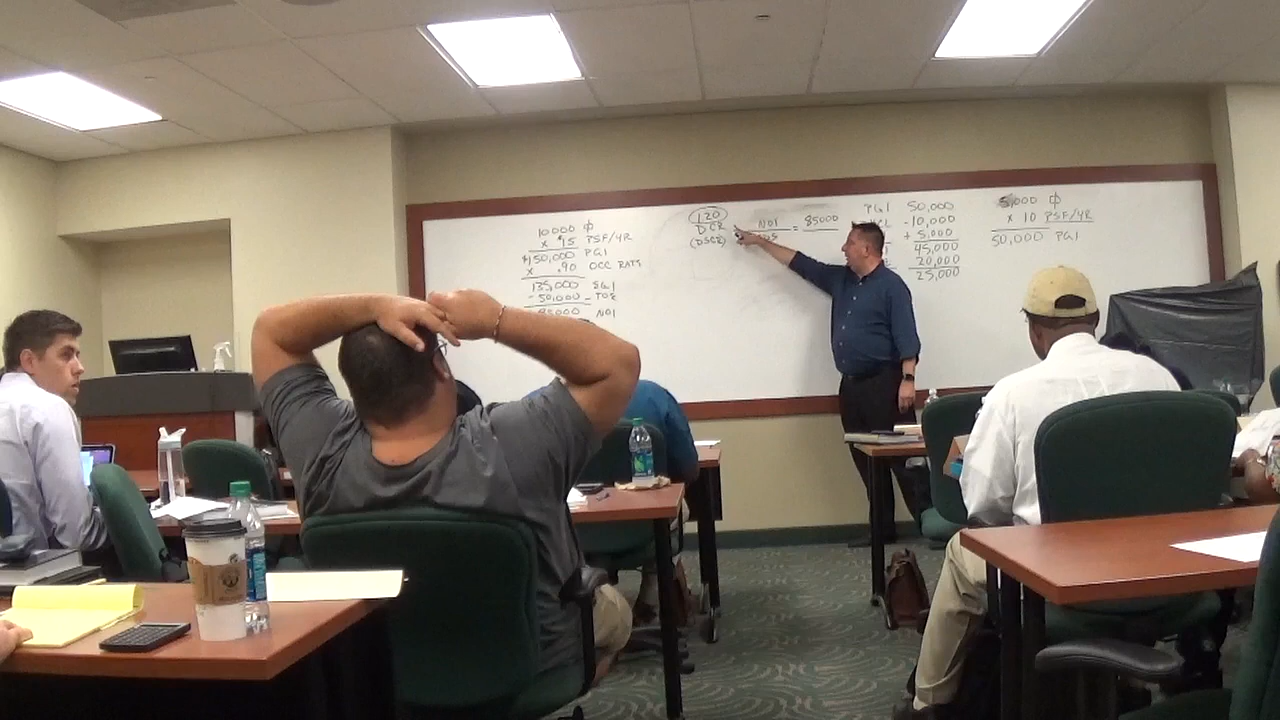 10000 ф
x 15 PSF/YR
$150,000 PGI
x .90 OCC RATE
135,000 EGI
- 50,000 - TOE
85000 NOI
1.20
DCR
(DSCR)
NOI
= 85000
PGI 50,000
-10,000
+ 5,000
45,000
20,000
25,000
5,000 ф
x 10 PSF/YR
50,000 PGI